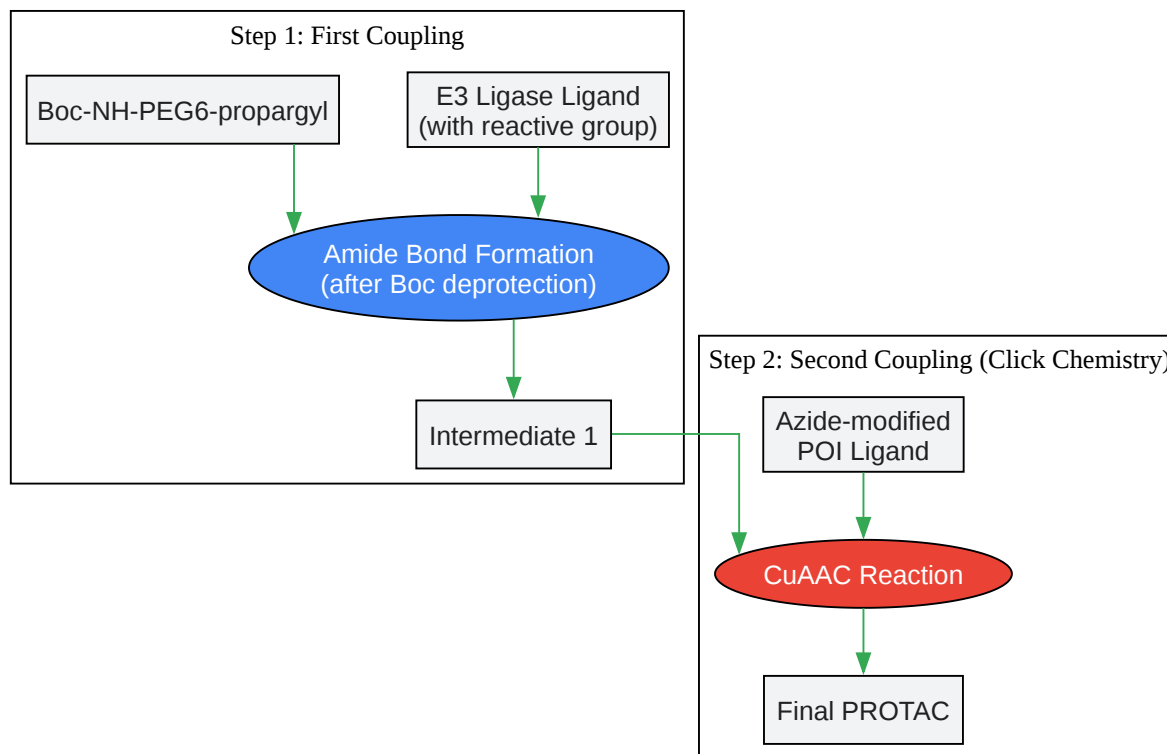 Step 1: First Coupling
Boc-NH-PEG6-propargyl
E3 Ligase Ligand
(with reactive group)
Amide Bond Formation
(after Boc deprotection)
Intermediate 1
Step 2: Second Coupling (Click Chemistry)
Azide-modified
POI Ligand
CuAAC Reaction
Final PROTAC